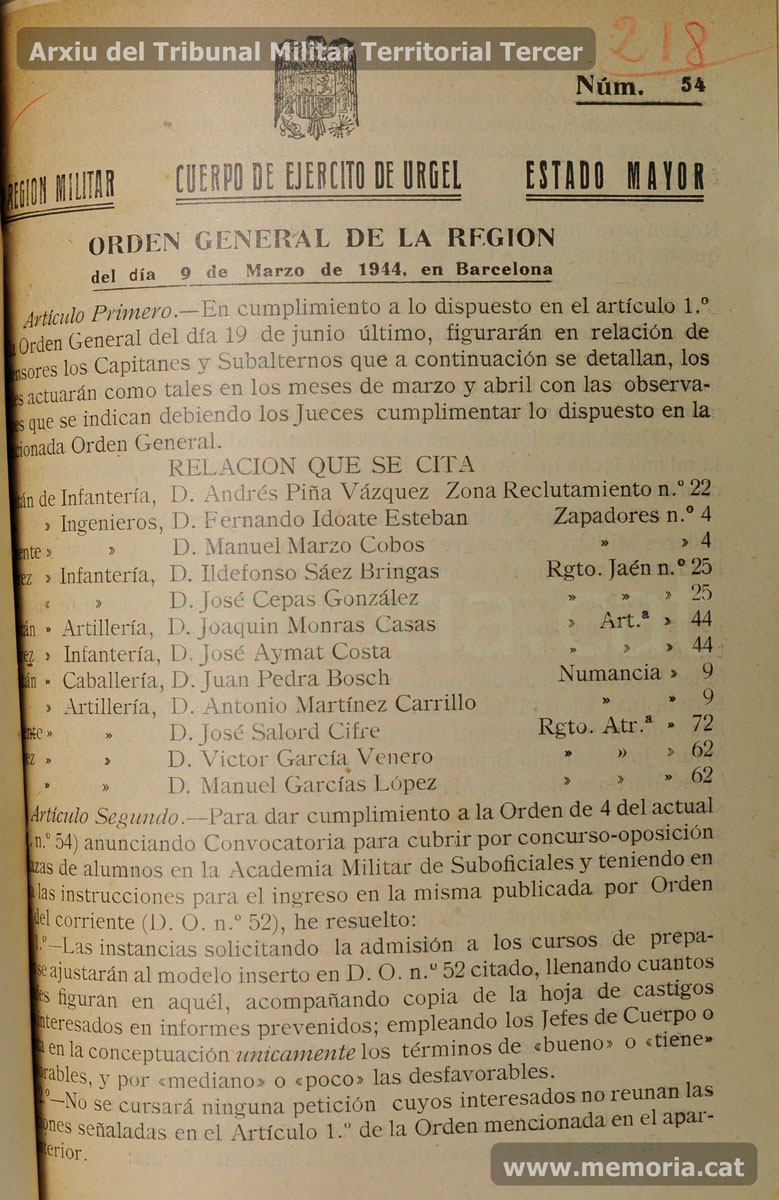 Arxiu del Tribunal Militar Territorial Tercer
218
Núm. 54
REGION MILITAR CUERPO DE EJERCITO DE URGEL ESTADO MAYOR
ORDEN GENERAL DE LA REGION
del día 9 de Marzo de 1944, en Barcelona
Artículo Primero.—En cumplimiento a lo dispuesto en el artículo 1.º
Orden General del día 19 de junio último, figurarán en relación de
nsores los Capitanes y Subalternos que a continuación se detallan, los
es actuarán como tales en los meses de marzo y abril con las observa-
es que se indican debiendo los Jueces cumplimentar lo dispuesto en la
cionada Orden General.
RELACION QUE SE CITA
tán de Infantería, D. Andrés Piña Vázquez Zona Reclutamiento n.º 22
» Ingenieros, D. Fernando Idoate Esteban Zapadores n.º 4
ente » » D. Manuel Marzo Cobos » » 4
ez » Infantería, D. Ildefonso Sáez Bringas Rgto. Jaén n.º 25
« » D. José Cepas González » » » 25
án » Artillería, D. Joaquin Monras Casas » Art.ª » 44
ez » Infantería, D. José Aymat Costa » » » 44
án » Caballería, D. Juan Pedra Bosch Numancia » 9
» Artillería, D. Antonio Martínez Carrillo » » 9
ente » » D. José Salord Cifre Rgto. Atr.ª » 72
ez » » D. Victor García Venero » » » 62
» » D. Manuel Garcías López » » » 62
Artículo Segundo.—Para dar cumplimiento a la Orden de 4 del actual
. n.º 54) anunciando Convocatoria para cubrir por concurso-oposición
azas de alumnos en la Academia Militar de Suboficiales y teniendo en
a las instrucciones para el ingreso en la misma publicada por Orden
del corriente (D. O. n.º 52), he resuelto:
1.º—Las instancias solicitando la admisión a los cursos de prepa-
se ajustarán al modelo inserto en D. O. n.º 52 citado, llenando cuantos
es figuran en aquél, acompañando copia de la hoja de castigos
interesados en informes prevenidos; empleando los Jefes de Cuerpo o
a en la conceptuación unicamente los términos de «bueno» o «tiene»
rables, y por «mediano» o «poco» las desfavorables.
2.º—No se cursará ninguna petición cuyos interesados no reunan las
iones señaladas en el Artículo 1.º de la Orden mencionada en el apar-
terior.
www.memoria.cat